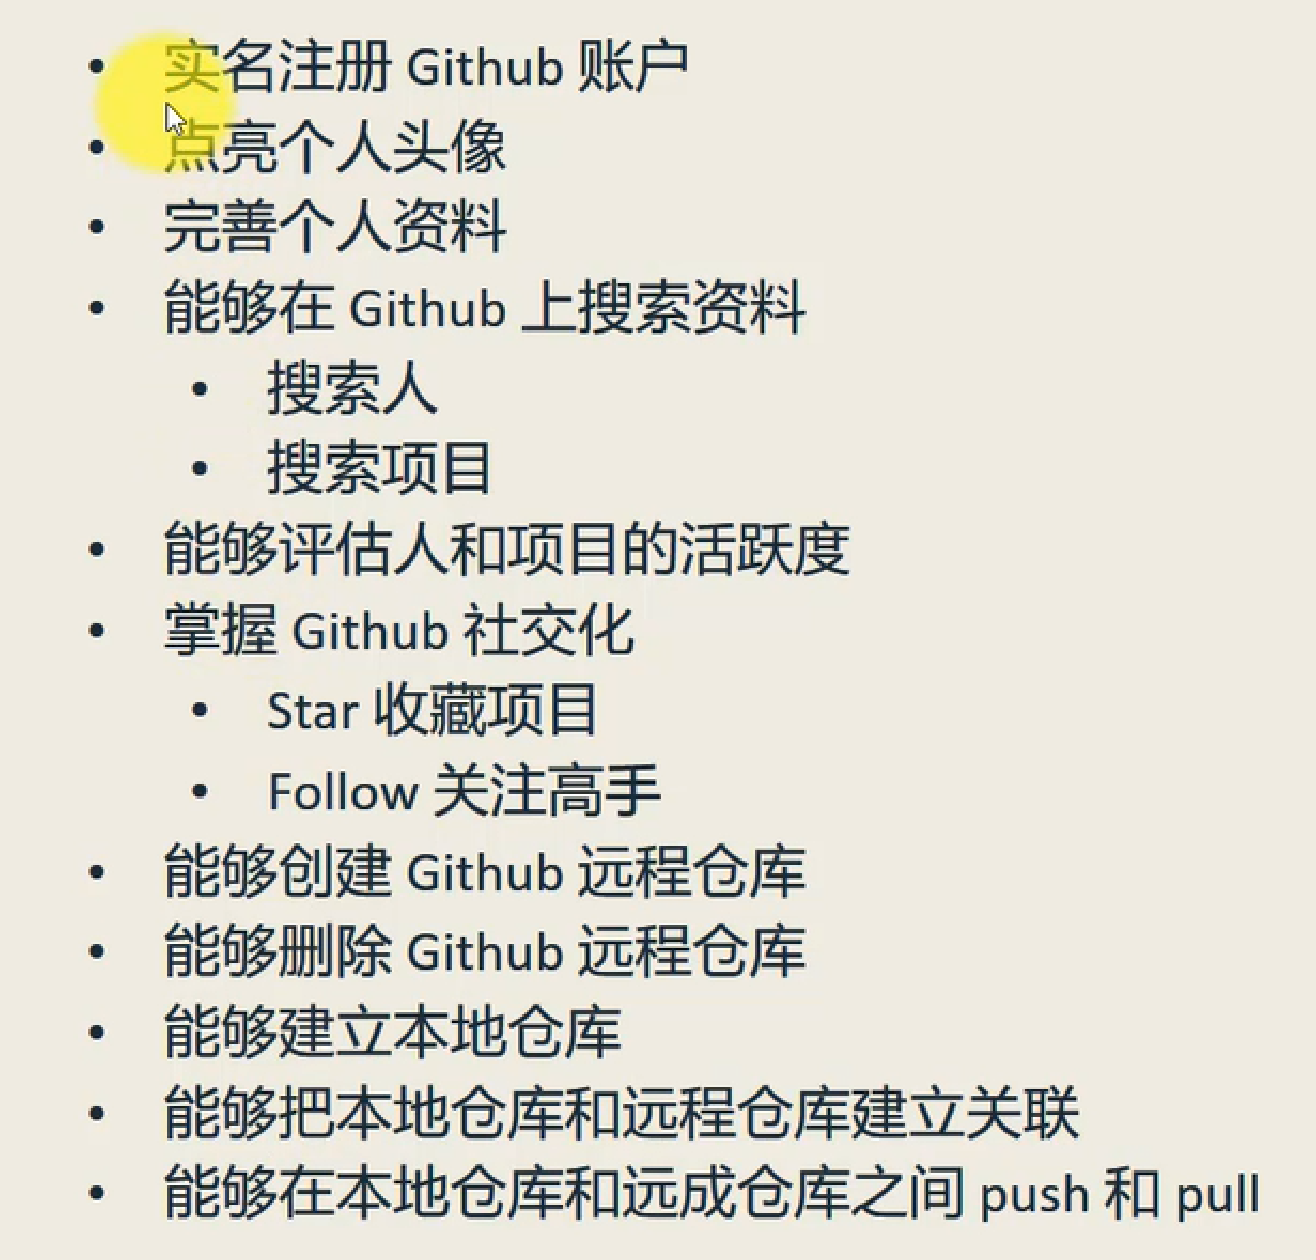 • 实名注册 Github 账户
• 点亮个人头像
• 完善个人资料
• 能够在 Github 上搜索资料
• 搜索人
• 搜索项目
• 能够评估人和项目的活跃度
• 掌握 Github 社交化
• Star 收藏项目
• Follow 关注高手
• 能够创建 Github 远程仓库
• 能够删除 Github 远程仓库
• 能够建立本地仓库
• 能够把本地仓库和远程仓库建立关联
• 能够在本地仓库和远成仓库之间 push 和 pull